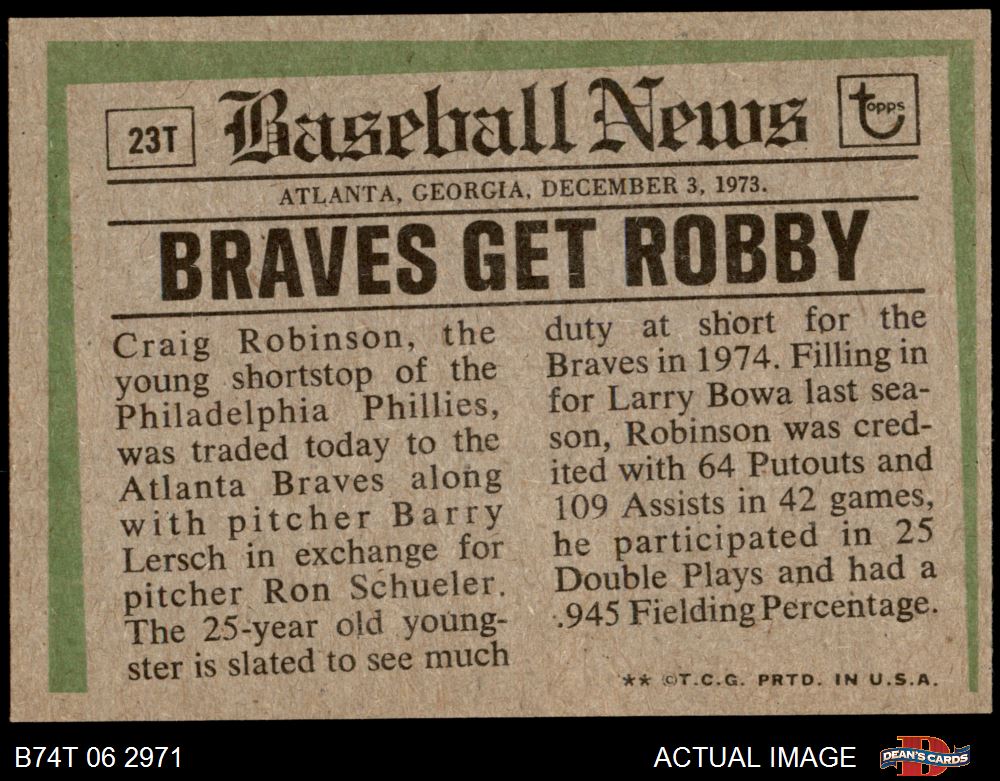 23T
Baseball News
topps
ATLANTA, GEORGIA, DECEMBER 3, 1973.
BRAVES GET ROBBY
Craig Robinson, the
young shortstop of the
Philadelphia Phillies,
was traded today to the
Atlanta Braves along
with pitcher Barry
Lersch in exchange for
pitcher Ron Schueler.
The 25-year old young-
ster is slated to see much
duty at short for the
Braves in 1974. Filling in
for Larry Bowa last sea-
son, Robinson was cred-
ited with 64 Putouts and
109 Assists in 42 games,
he participated in 25
Double Plays and had a
.945 Fielding Percentage.
** ©T.C.G. PRTD. IN U.S.A.
B74T 06 2971
ACTUAL IMAGE
DEAN'S CARDS